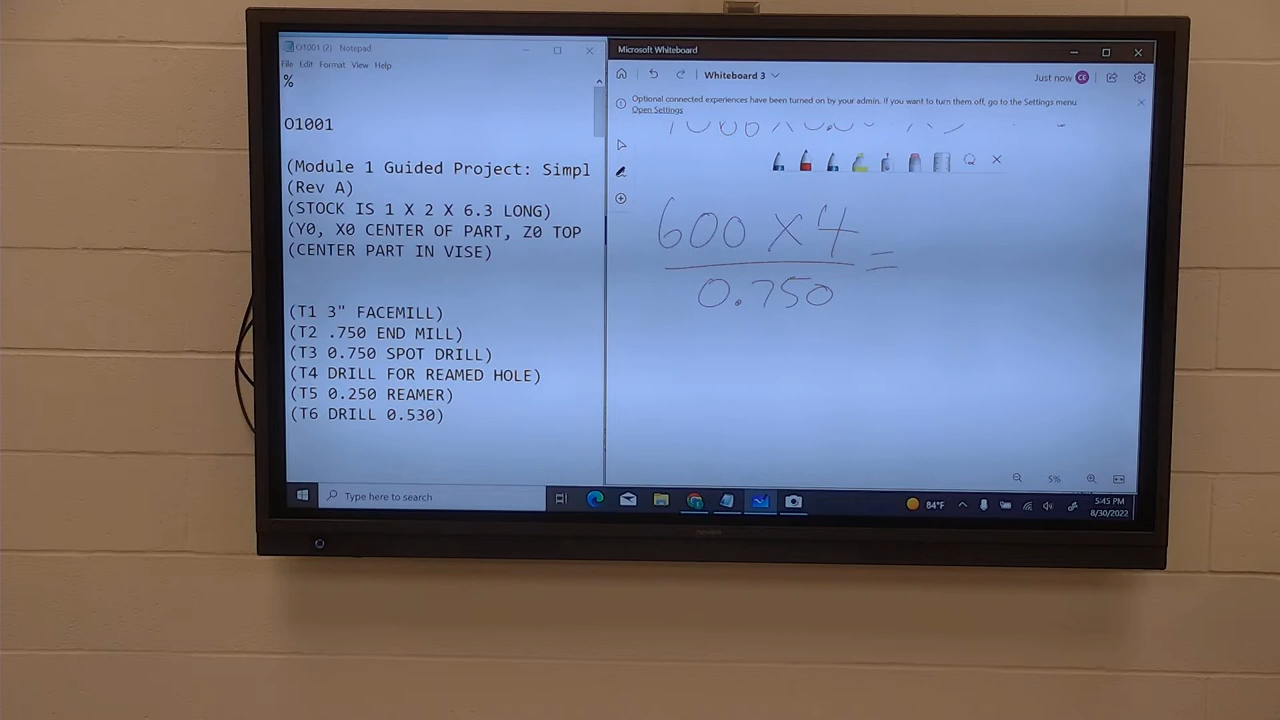 O1001 (2) - Notepad
File Edit Format View Help
%
O1001
(Module 1 Guided Project: Simpl
(Rev A)
(STOCK IS 1 X 2 X 6.3 LONG)
(Y0, X0 CENTER OF PART, Z0 TOP
(CENTER PART IN VISE)
(T1 3" FACEMILL)
(T2 .750 END MILL)
(T3 0.750 SPOT DRILL)
(T4 DRILL FOR REAMED HOLE)
(T5 0.250 REAMER)
(T6 DRILL 0.530)
Microsoft Whiteboard
Whiteboard 3
Just now CE
Optional connected experiences have been turned on by your admin. If you want to turn them off, go to the Settings menu
Open Settings
600 X 4
=
0.750
5%
Type here to search
84°F
5:45 PM
8/30/2022